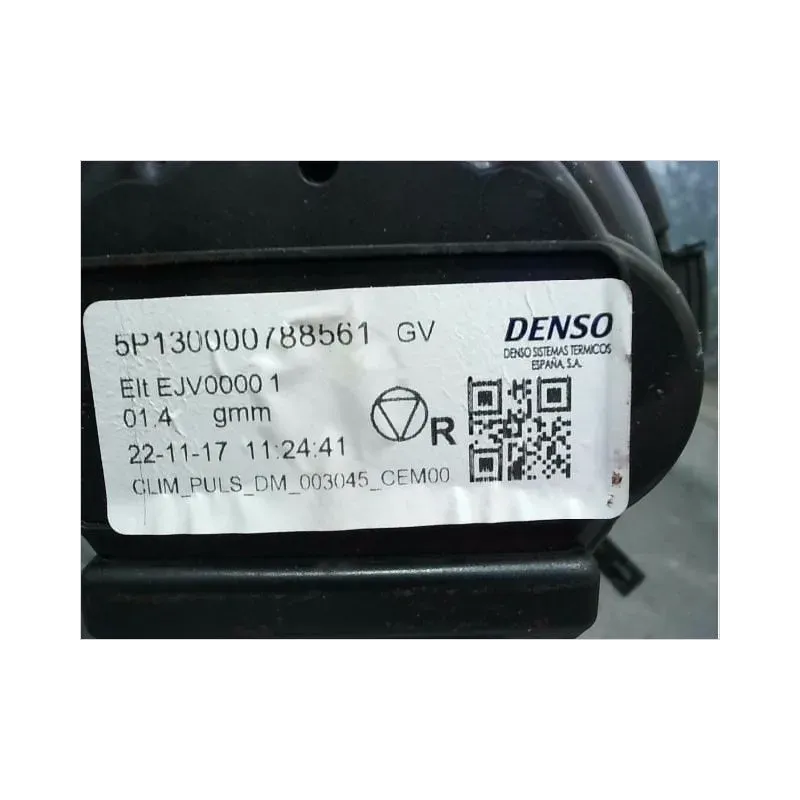 5P130000788561 GV
DENSO
DENSO SISTEMAS TERMICOS
ESPAÑA, S.A.
Elt EJV0000 1
01.4 gmm
R
22-11-17 11:24:41
CLIM_PULS_DM_003045_CEM00